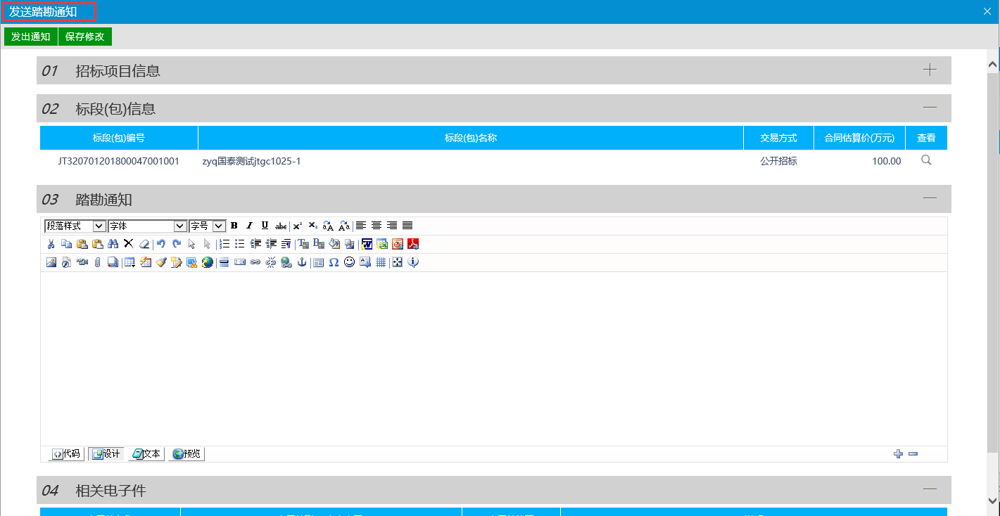 发送踏勘通知
发出通知 保存修改
01 招标项目信息
02 标段(包)信息
标段(包)编号 标段(包)名称 交易方式 合同估算价(万元) 查看
JT320701201800047001001 zyq国泰测试jtgc1025-1 公开招标 100.00
03 踏勘通知
段落样式 字体 字号 B I U abc
代码 设计 文本 预览
04 相关电子件